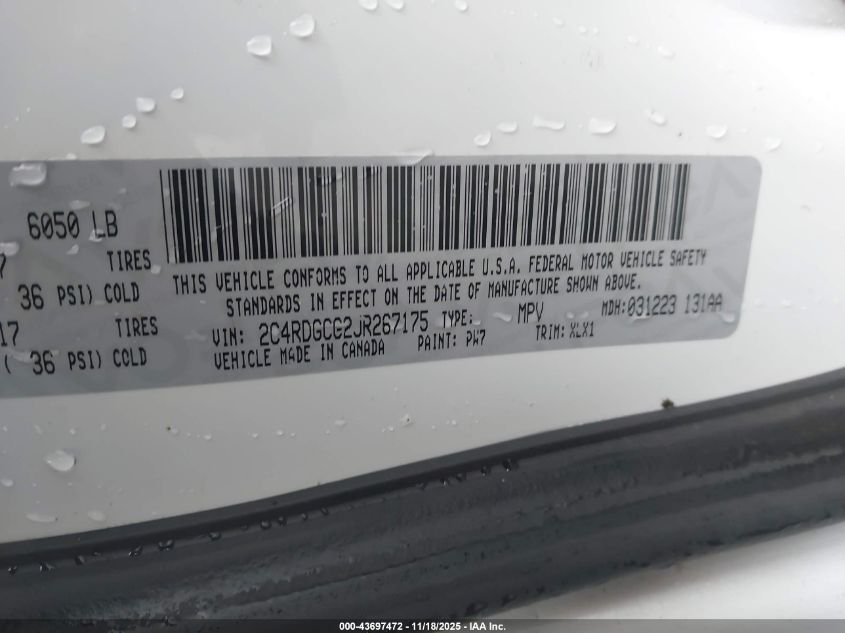 6050 LB
7 TIRES
36 PSI) COLD
17 TIRES
( 36 PSI) COLD
THIS VEHICLE CONFORMS TO ALL APPLICABLE U.S.A. FEDERAL MOTOR VEHICLE SAFETY
STANDARDS IN EFFECT ON THE DATE OF MANUFACTURE SHOWN ABOVE.
VIN: 2C4RDGCG2JR267175 TYPE: MPV MDH:031223 131AA
VEHICLE MADE IN CANADA PAINT: PW7 TRIM: XLX1
000-43697472 — 11/18/2025 — IAA Inc.